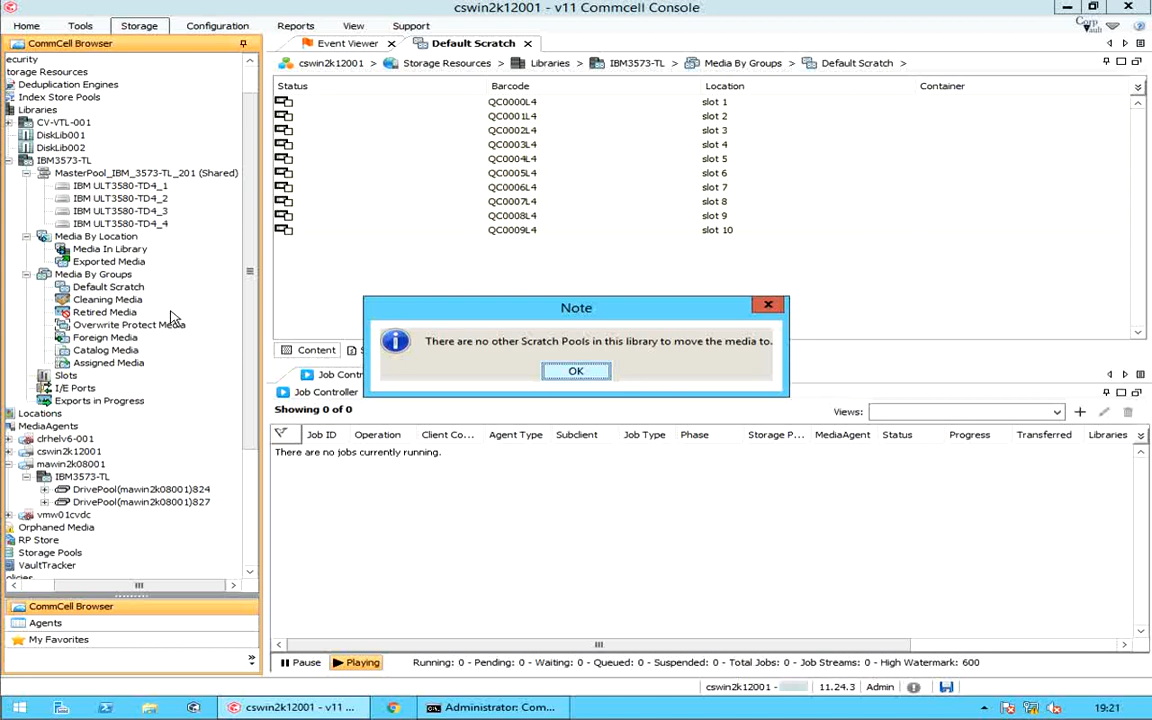 cswin2k12001 - v11 Commcell Console
Home Tools Storage Configuration Reports View Support
Corp
Vault
CommCell Browser
Event Viewer Default Scratch
ecurity
torage Resources
Deduplication Engines
Index Store Pools
Libraries
CV-VTL-001
DiskLib001
DiskLib002
IBM3573-TL
MasterPool_IBM_3573-TL_201 (Shared)
IBM ULT3580-TD4_1
IBM ULT3580-TD4_2
IBM ULT3580-TD4_3
IBM ULT3580-TD4_4
Media By Location
Media In Library
Exported Media
Media By Groups
Default Scratch
Cleaning Media
Retired Media
Overwrite Protect Media
Foreign Media
Catalog Media
Assigned Media
Slots
I/E Ports
Exports in Progress
Locations
MediaAgents
clrhelv6-001
cswin2k12001
mawin2k08001
IBM3573-TL
DrivePool(mawin2k08001)824
DrivePool(mawin2k08001)827
vmw01cvdc
Orphaned Media
RP Store
Storage Pools
VaultTracker
olicies
CommCell Browser
Agents
My Favorites
cswin2k12001 > Storage Resources > Libraries > IBM3573-TL > Media By Groups > Default Scratch >
Status Barcode Location Container
QC0000L4 slot 1
QC0001L4 slot 2
QC0002L4 slot 3
QC0003L4 slot 4
QC0004L4 slot 5
QC0005L4 slot 6
QC0006L4 slot 7
QC0007L4 slot 8
QC0008L4 slot 9
QC0009L4 slot 10
Note
There are no other Scratch Pools in this library to move the media to.
OK
Content S
Job Contr
Job Controller
Showing 0 of 0 Views:
Job ID Operation Client Co... Agent Type Subclient Job Type Phase Storage P... MediaAgent Status Progress Transferred Libraries
There are no jobs currently running.
Pause Playing Running: 0 - Pending: 0 - Waiting: 0 - Queued: 0 - Suspended: 0 - Total Jobs: 0 - Job Streams: 0 - High Watermark: 600
cswin2k12001 - 11.24.3 Admin
cswin2k12001 - v11 ... Administrator: Com... 19:21